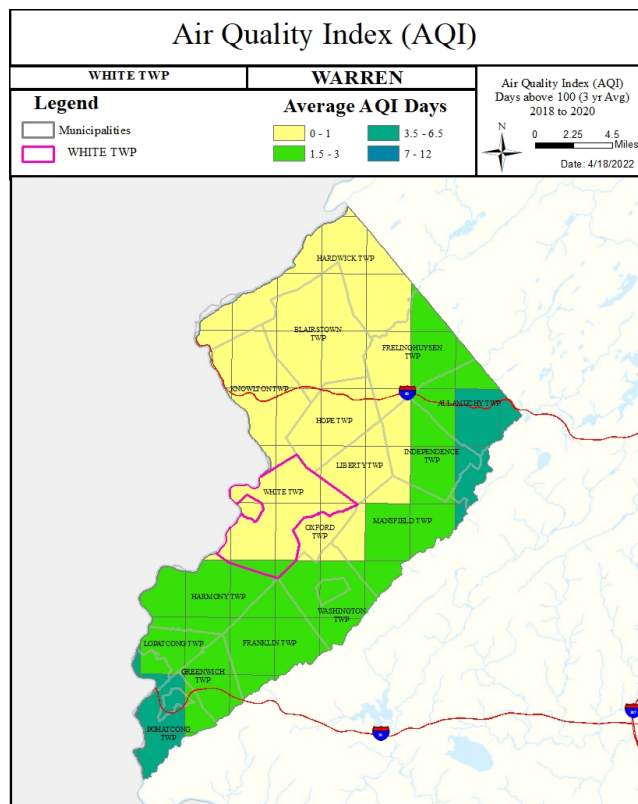 Air Quality Index (AQI)
WHITE TWP
WARREN
Legend
Municipalities
WHITE TWP
Average AQI Days
0 - 1
1.5 - 3
3.5 - 6.5
7 - 12
Air Quality Index (AQI)
Days above 100 (3 yr Avg)
2018 to 2020
N
0 2.25 4.5
Miles
Date: 4/18/2022
HARDWICK TWP
BLAIRSTOWN
TWP
FRELINGHUYSEN
TWP
KNOWLTON TWP
ALLAMUCHY TWP
HOPE TWP
INDEPENDENCE
TWP
LIBERTY TWP
WHITE TWP
MANSFIELD TWP
OXFORD
TWP
HARMONY TWP
WASHINGTON
TWP
LOPATCONG TWP
FRANKLIN TWP
GREENWICH
TWP
POHATCONG
TWP